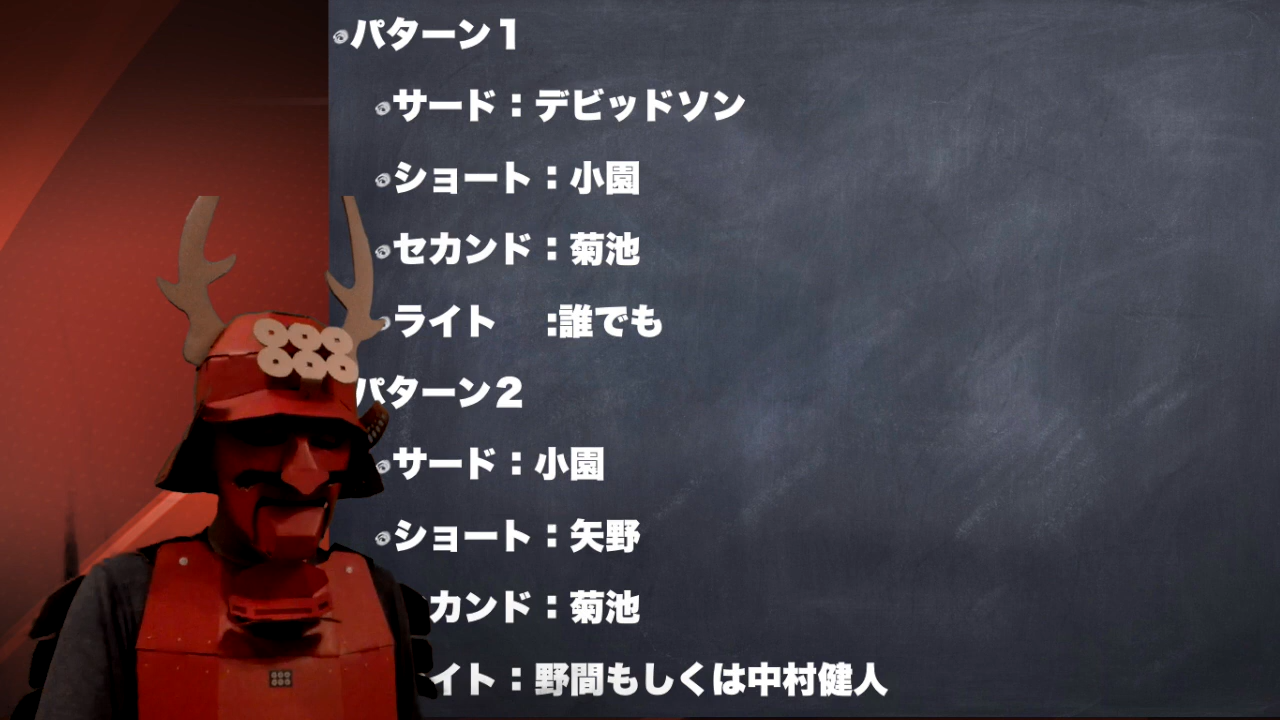 パターン1
サード：デビッドソン
ショート：小園
セカンド：菊池
ライト　:誰でも
パターン2
サード：小園
ショート：矢野
カンド：菊池
イト：野間もしくは中村健人